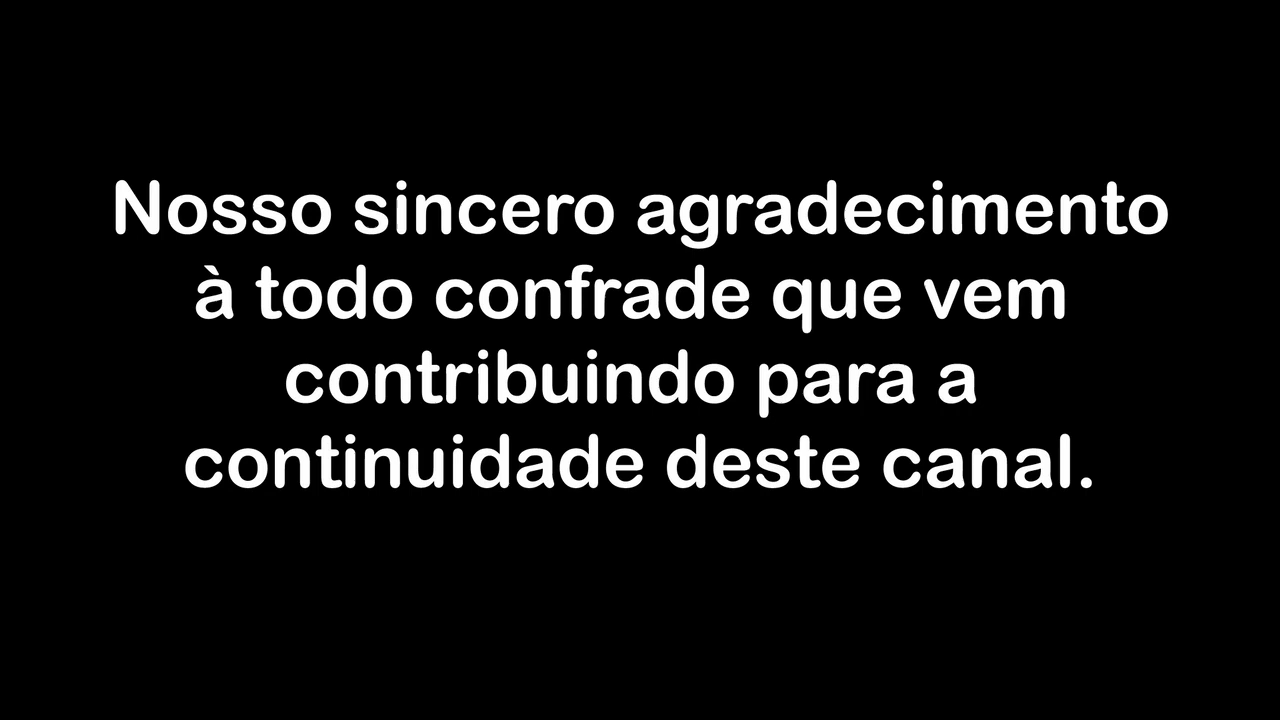 Nosso sincero agradecimento
à todo confrade que vem
contribuindo para a
continuidade deste canal.